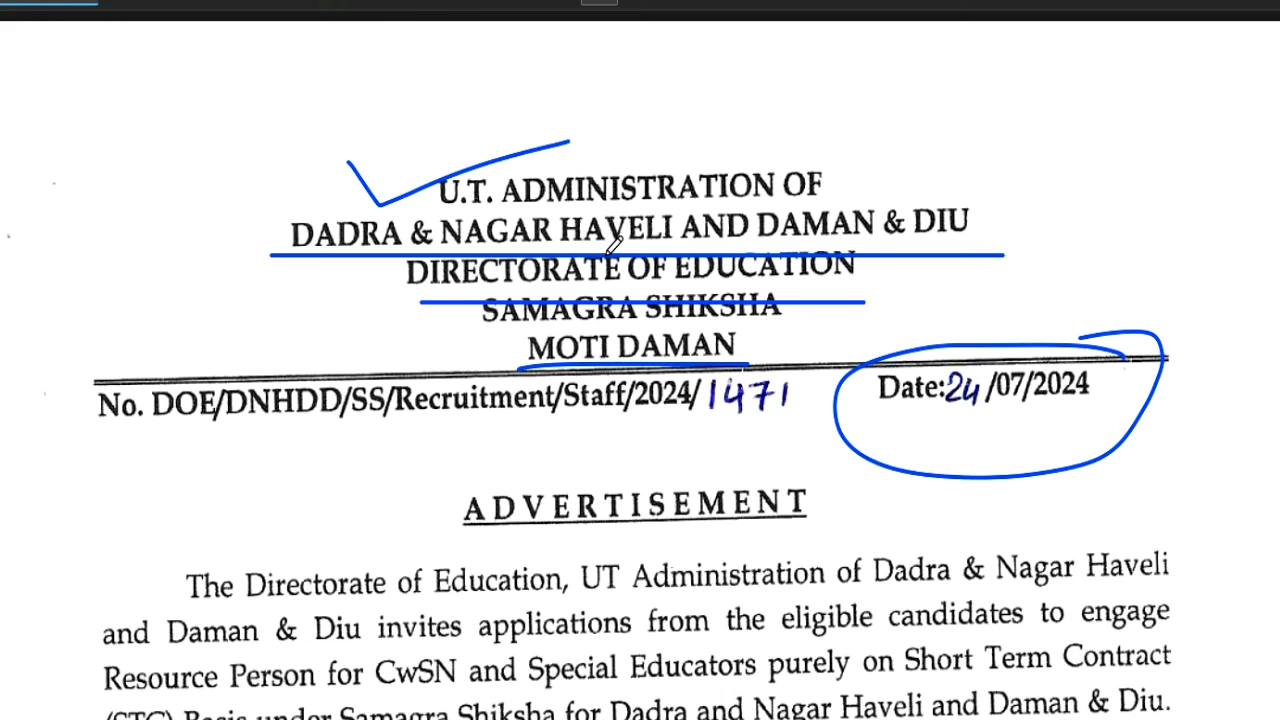 U.T. ADMINISTRATION OF
DADRA & NAGAR HAVELI AND DAMAN & DIU
DIRECTORATE OF EDUCATION
SAMAGRA SHIKSHA
MOTI DAMAN
No. DOE/DNHDD/SS/Recruitment/Staff/2024/1471 Date:24/07/2024
ADVERTISEMENT
The Directorate of Education, UT Administration of Dadra & Nagar Haveli
and Daman & Diu invites applications from the eligible candidates to engage
Resource Person for CwSN and Special Educators purely on Short Term Contract
(STC) Basis under Samagra Shiksha for Dadra and Nagar Haveli and Daman & Diu.